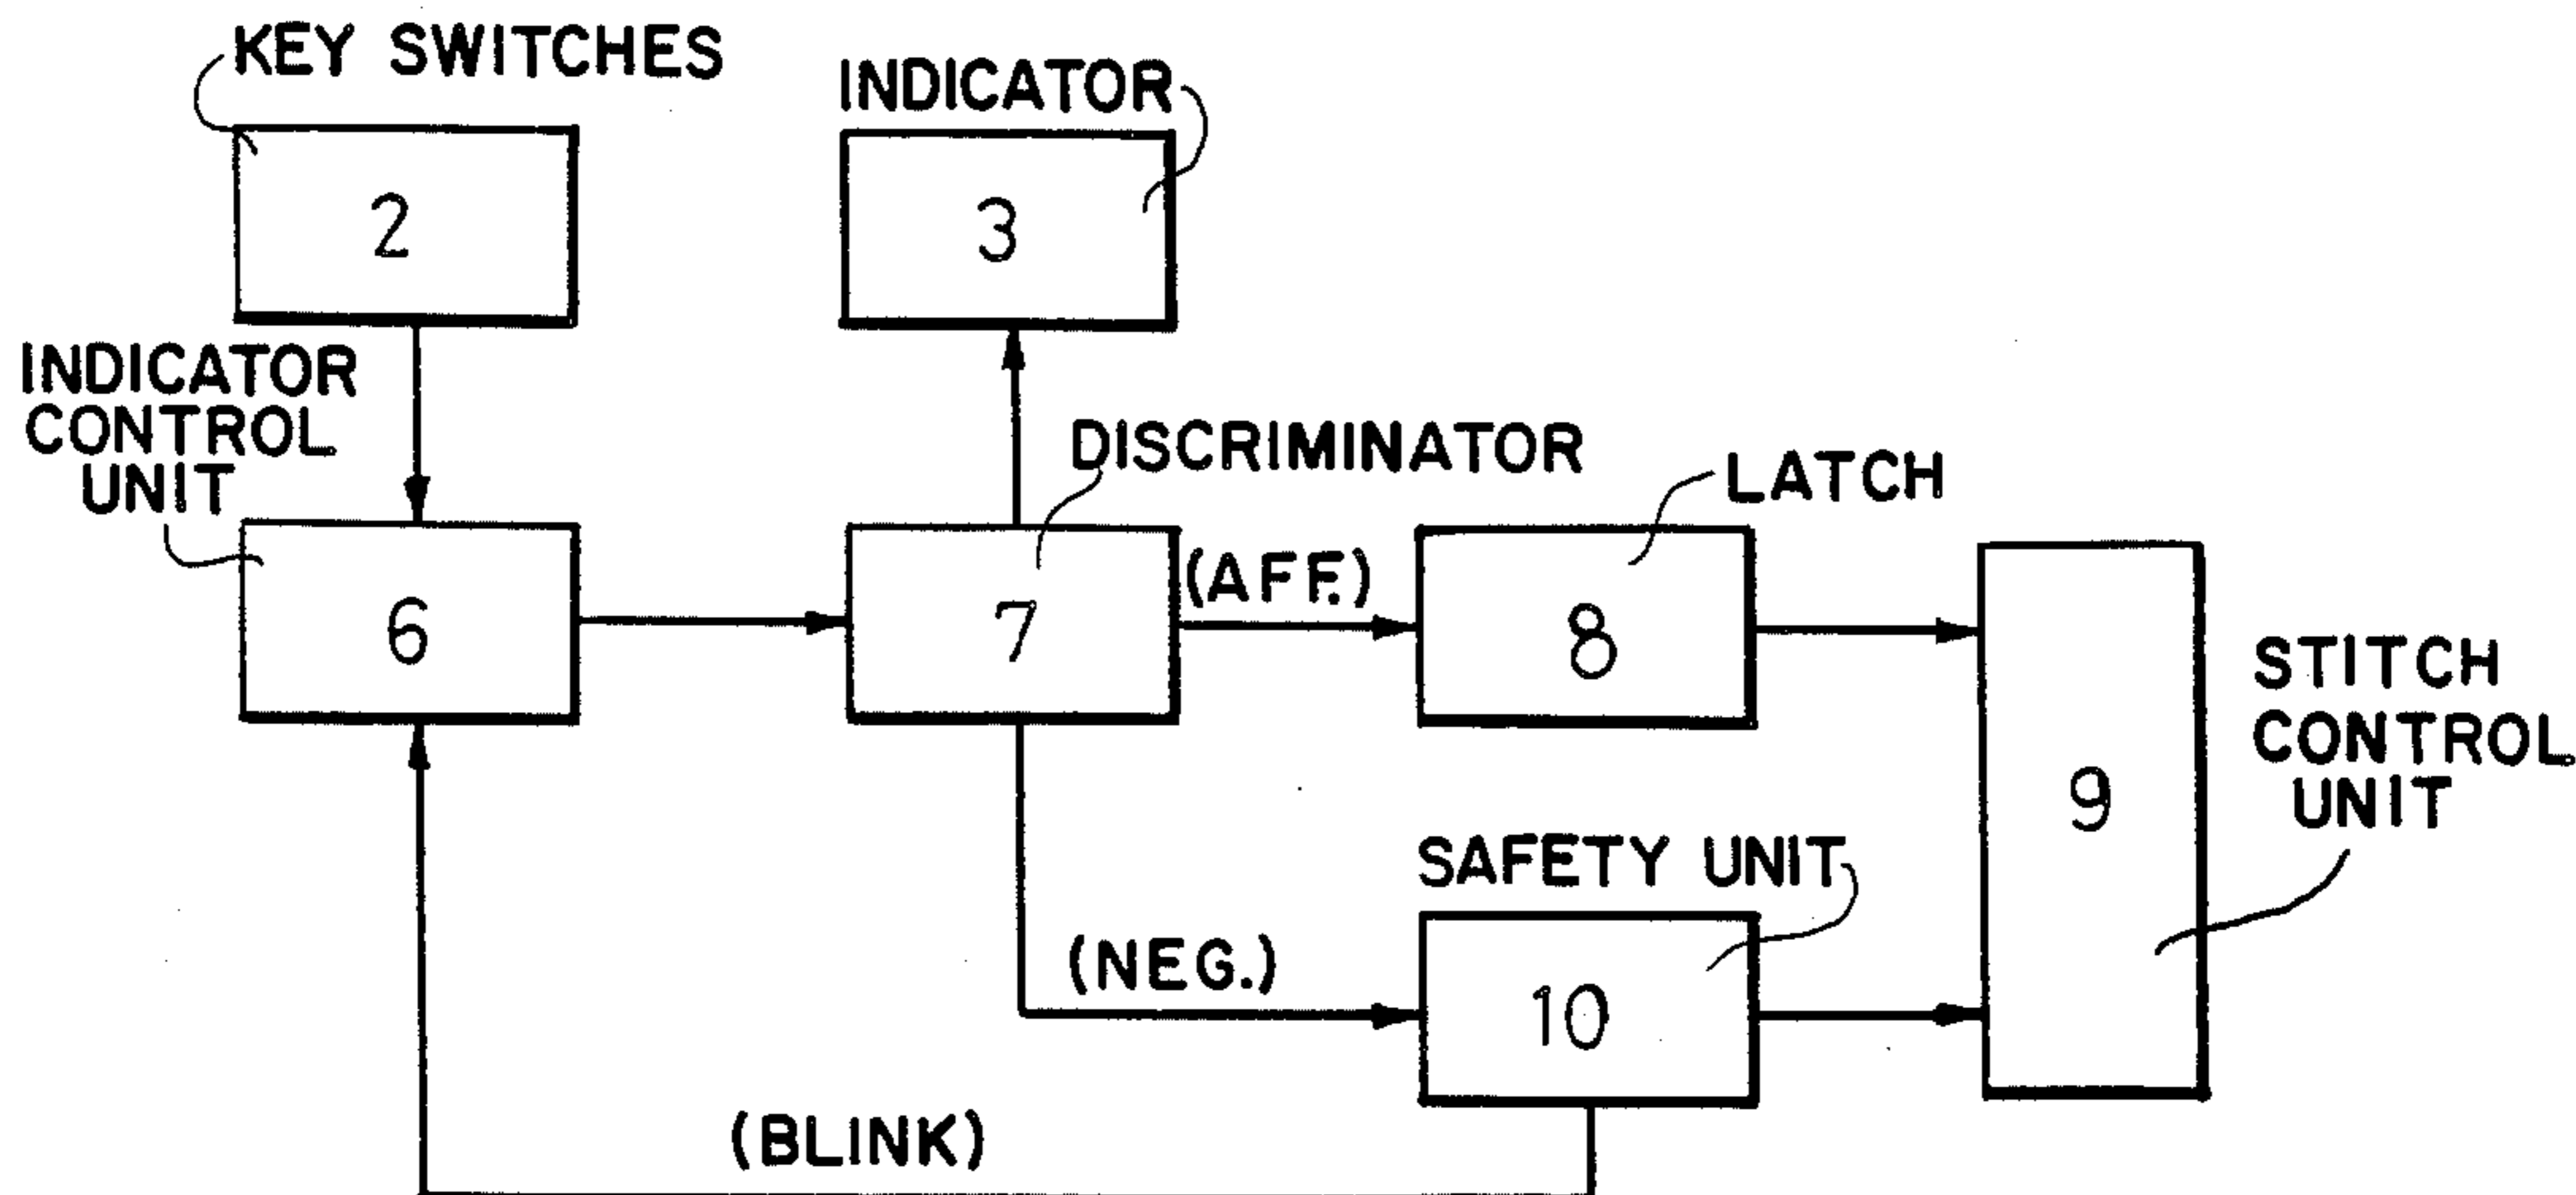 KEY SWITCHES
INDICATOR
2
3
INDICATOR
CONTROL
UNIT
DISCRIMINATOR
LATCH
(AFF.)
6
7
8
STITCH
CONTROL
UNIT
9
SAFETY UNIT
(NEG.)
10
(BLINK)